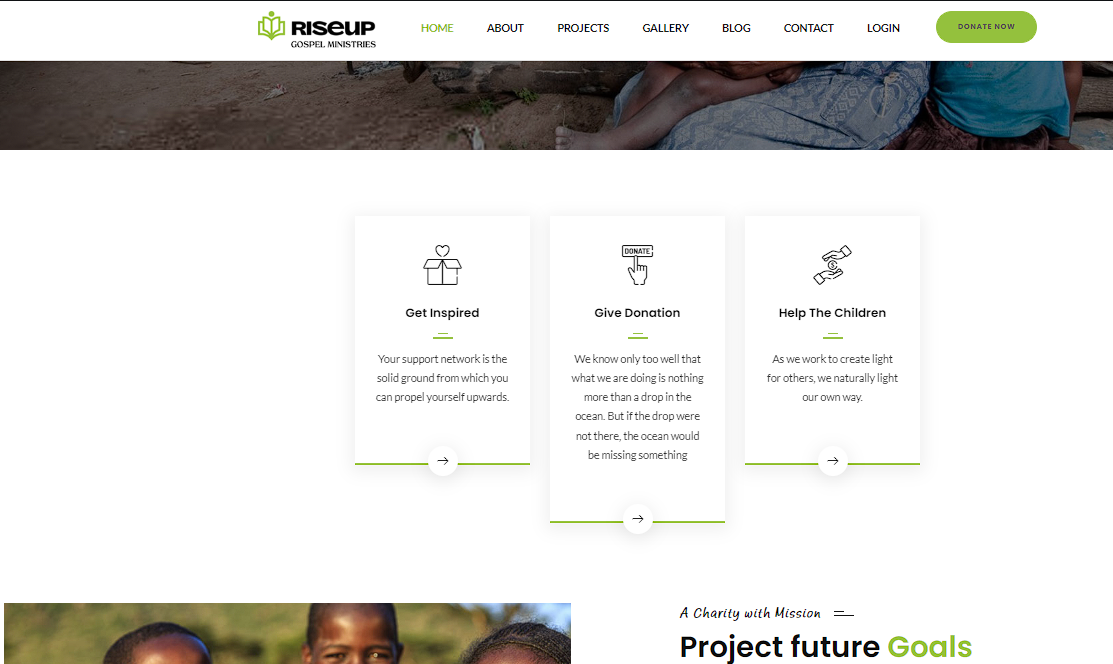 RISEUP
GOSPEL MINISTRIES
HOME ABOUT PROJECTS GALLERY BLOG CONTACT LOGIN DONATE NOW
DONATE
Get Inspired
Your support network is the
solid ground from which you
can propel yourself upwards.
Give Donation
We know only too well that
what we are doing is nothing
more than a drop in the
ocean. But if the drop were
not there, the ocean would
be missing something
Help The Children
As we work to create light
for others, we naturally light
our own way.
A Charity with Mission
Project future Goals